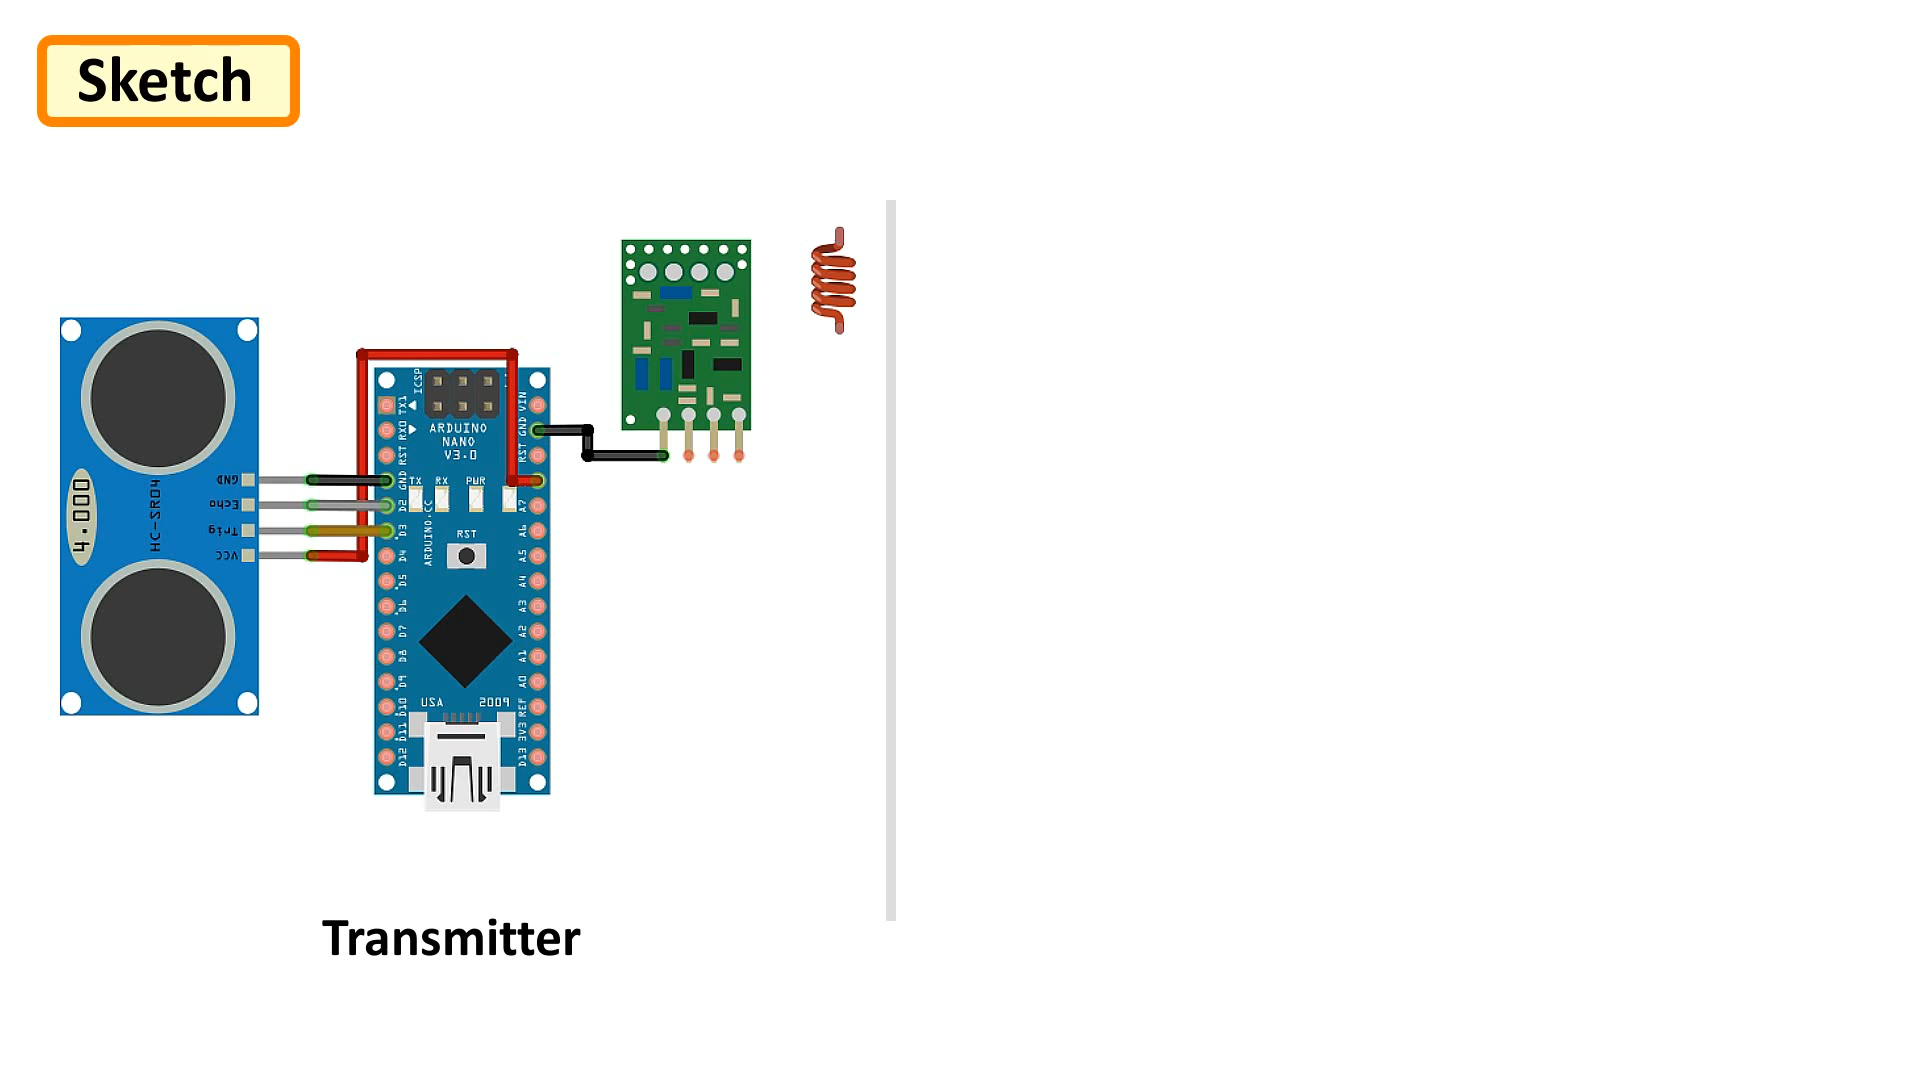 Sketch
4.000
HC-SR04
GND
Echo
Trig
VCC
ICSP
TX1
RX0
RST
GND
D2
D3
D4
D5
D6
D7
D8
D9
D10
D11
D12
ARDUINO
NANO
V3.0
TX
RX
PWR
ARDUINO.CC
RST
USA
2009
VIN
GND
RST
A7
A6
A5
A4
A3
A2
A1
A0
REF
3V3
D13
Transmitter